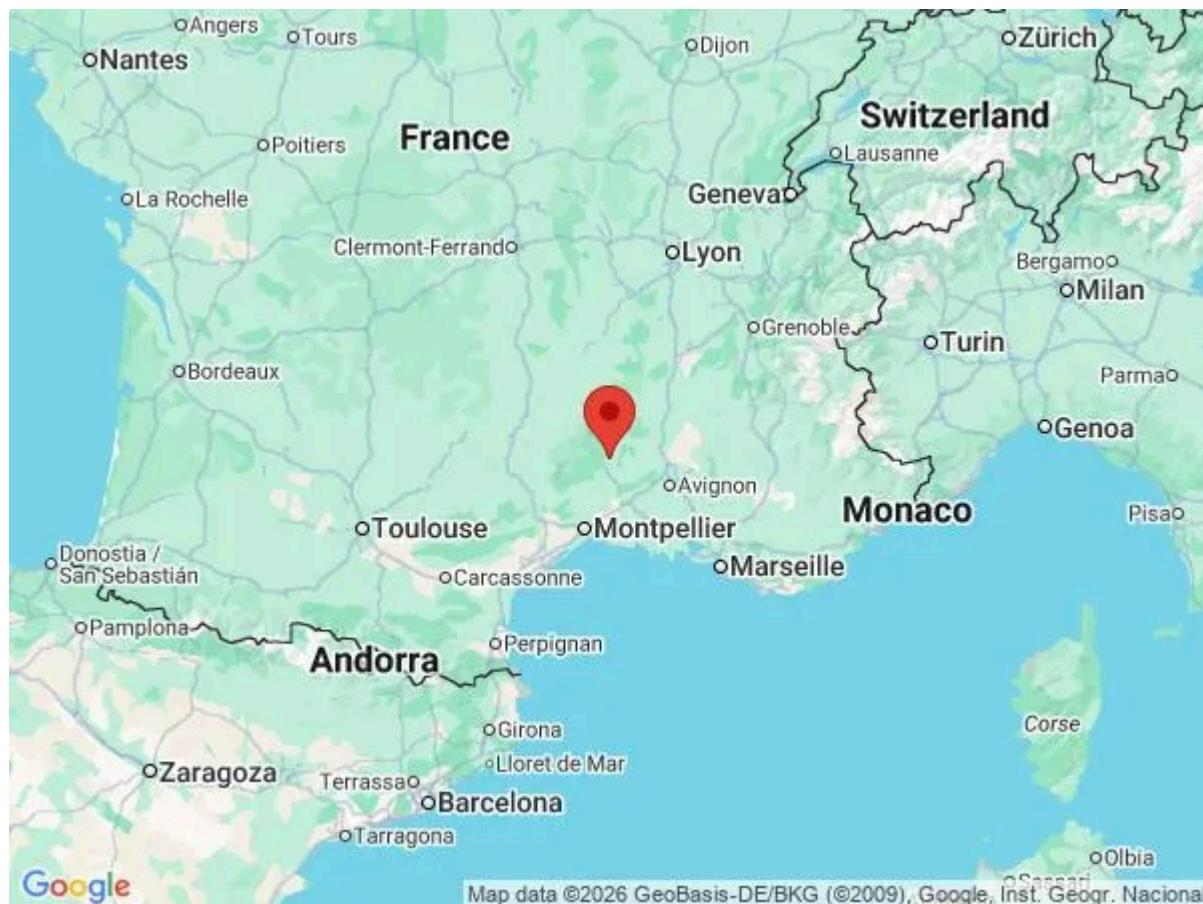 Angers
Tours
Dijon
Zürich
Nantes
France
Switzerland
Poitiers
Lausanne
Geneva
La Rochelle
Clermont-Ferrand
Lyon
Bergamo
Milan
Grenoble
Turin
Bordeaux
Parma
Genoa
Avignon
Monaco
Pisa
Toulouse
Montpellier
Donostia /
San Sebastián
Carcassonne
Marseille
Pamplona
Perpignan
Andorra
Girona
Corse
Lloret de Mar
Zaragoza
Terrassa
Barcelona
Tarragona
Olbia
Sassari
Google
Map data ©2026 GeoBasis-DE/BKG (©2009), Google, Inst. Geogr. Nacional